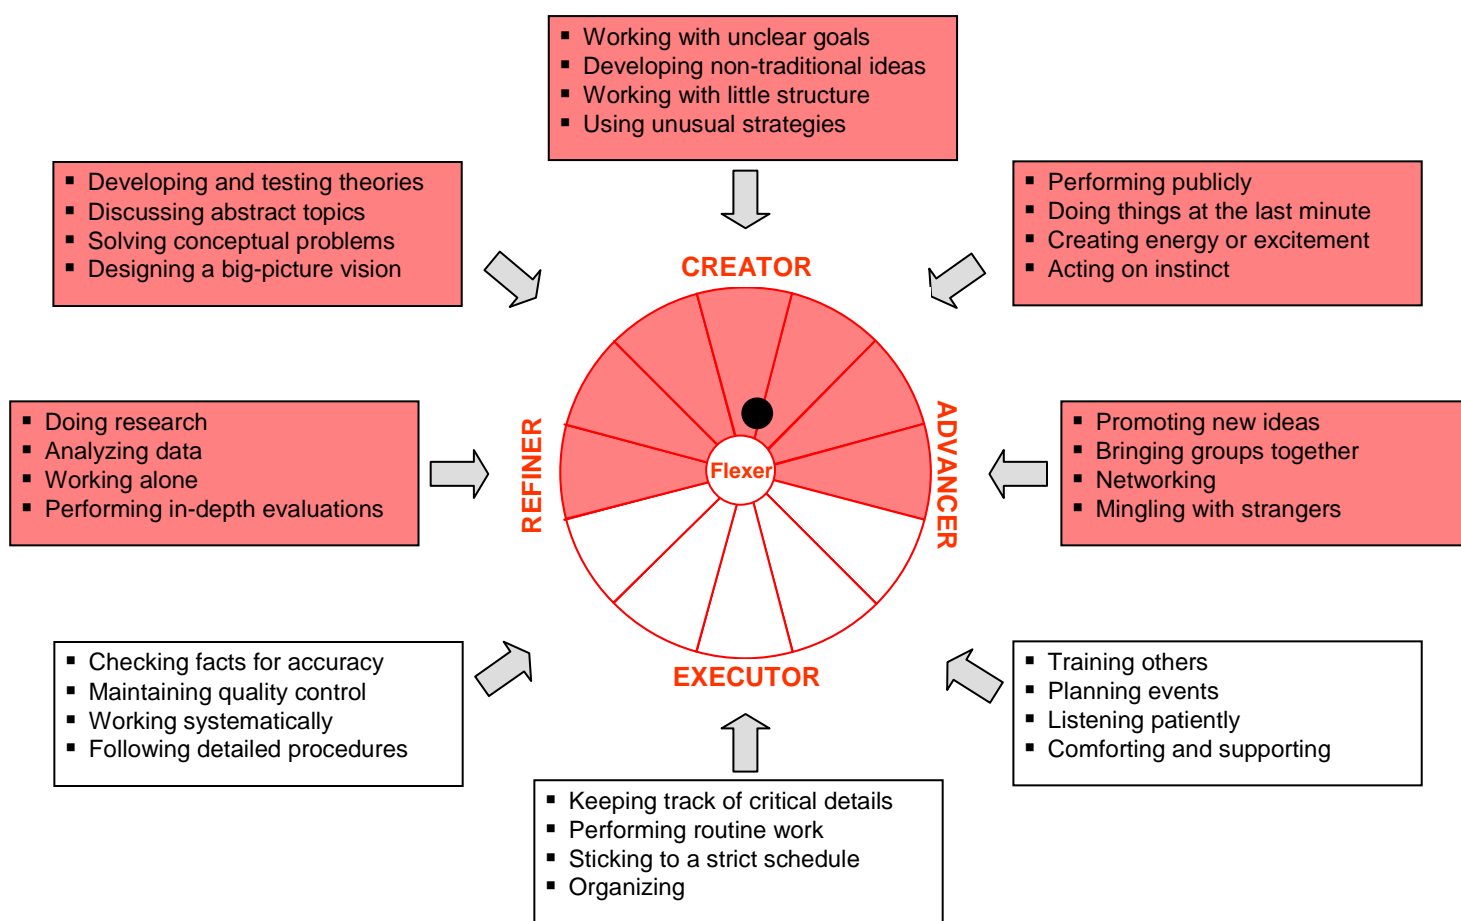 ▪ Working with unclear goals
▪ Developing non-traditional ideas
▪ Working with little structure
▪ Using unusual strategies
▪ Developing and testing theories
▪ Discussing abstract topics
▪ Solving conceptual problems
▪ Designing a big-picture vision
▪ Performing publicly
▪ Doing things at the last minute
▪ Creating energy or excitement
▪ Acting on instinct
CREATOR
▪ Doing research
▪ Analyzing data
▪ Working alone
▪ Performing in-depth evaluations
REFINER
Flexer
ADVANCER
▪ Promoting new ideas
▪ Bringing groups together
▪ Networking
▪ Mingling with strangers
EXECUTOR
▪ Checking facts for accuracy
▪ Maintaining quality control
▪ Working systematically
▪ Following detailed procedures
▪ Training others
▪ Planning events
▪ Listening patiently
▪ Comforting and supporting
▪ Keeping track of critical details
▪ Performing routine work
▪ Sticking to a strict schedule
▪ Organizing